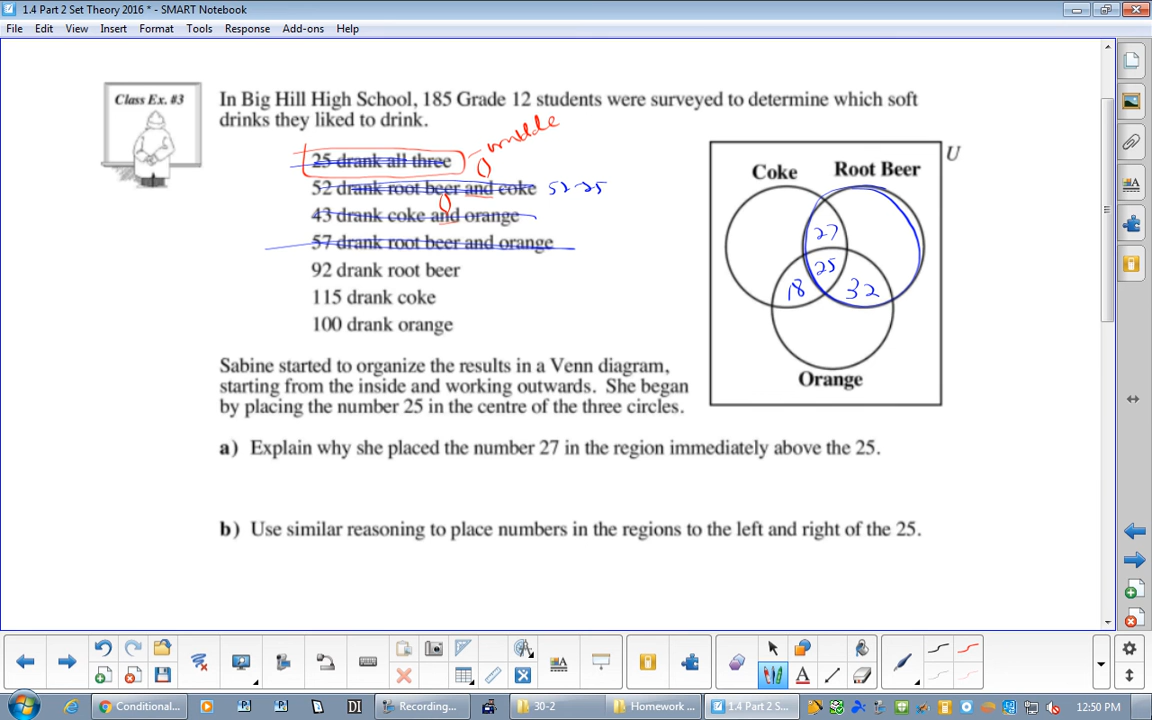 1.4 Part 2 Set Theory 2016 * - SMART Notebook
File Edit View Insert Format Tools Response Add-ons Help
Class Ex. #3
In Big Hill High School, 185 Grade 12 students were surveyed to determine which soft
drinks they liked to drink.
middle
25 drank all three
52 drank root beer and coke 52-25
43 drank coke and orange
57 drank root beer and orange
92 drank root beer
115 drank coke
100 drank orange
U
Coke Root Beer
27
25
18 32
Orange
Sabine started to organize the results in a Venn diagram,
starting from the inside and working outwards. She began
by placing the number 25 in the centre of the three circles.
a) Explain why she placed the number 27 in the region immediately above the 25.
b) Use similar reasoning to place numbers in the regions to the left and right of the 25.
Conditional... Recording... 30-2 Homework ... 1.4 Part 2 S... 12:50 PM